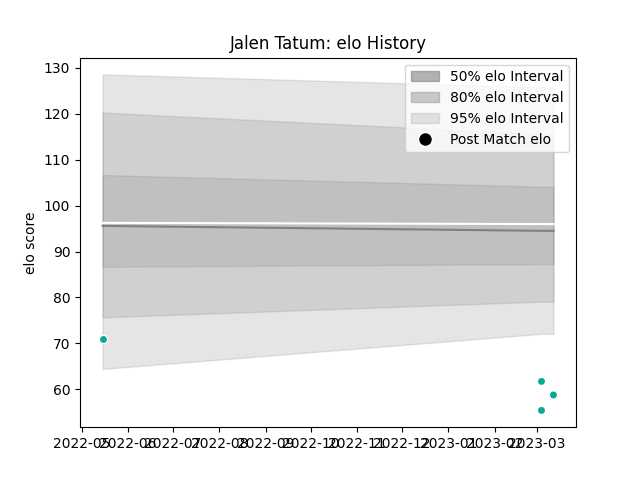 Jalen Tatum: elo History
130
120
110
100
90
80
70
60
elo score
50% elo Interval
80% elo Interval
95% elo Interval
Post Match elo
2022-05 2022-06 2022-07 2022-08 2022-09 2022-10 2022-11 2022-12 2023-01 2023-02 2023-03